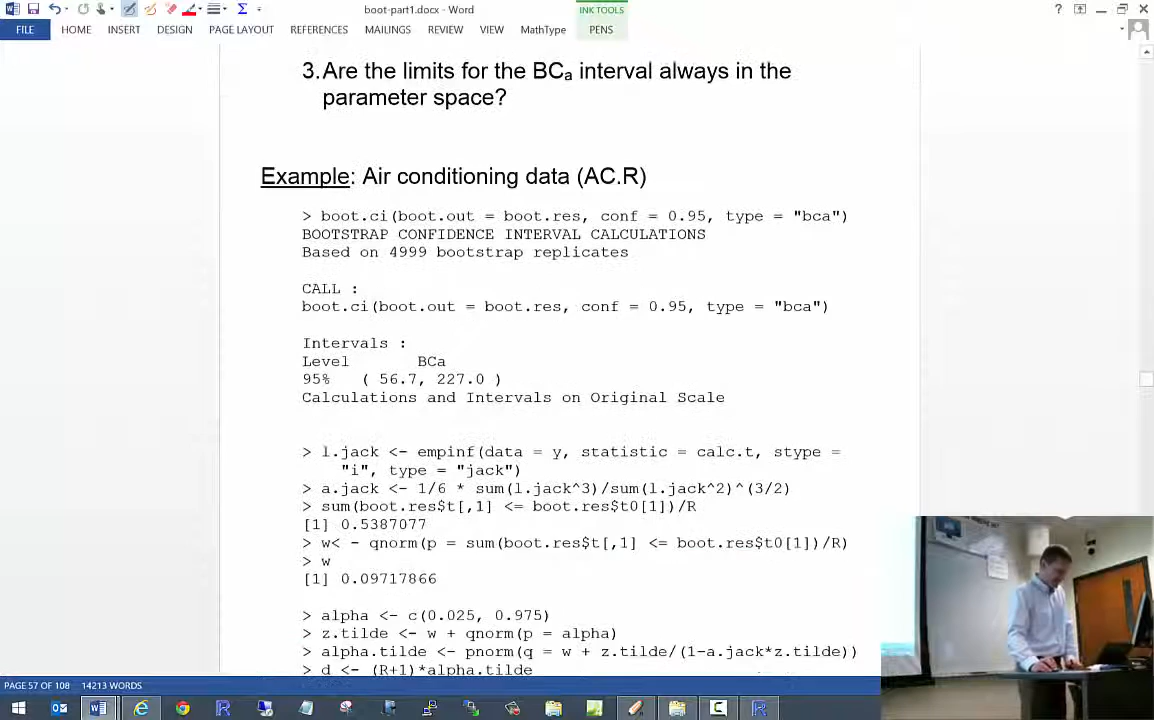 boot-part1.docx - Word
INK TOOLS
FILE HOME INSERT DESIGN PAGE LAYOUT REFERENCES MAILINGS REVIEW VIEW MathType PENS
3. Are the limits for the BCa interval always in the
parameter space?
Example: Air conditioning data (AC.R)
> boot.ci(boot.out = boot.res, conf = 0.95, type = "bca")
BOOTSTRAP CONFIDENCE INTERVAL CALCULATIONS
Based on 4999 bootstrap replicates
CALL :
boot.ci(boot.out = boot.res, conf = 0.95, type = "bca")
Intervals :
Level BCa
95% ( 56.7, 227.0 )
Calculations and Intervals on Original Scale
> l.jack <- empinf(data = y, statistic = calc.t, stype =
"i", type = "jack")
> a.jack <- 1/6 * sum(l.jack^3)/sum(l.jack^2)^(3/2)
> sum(boot.res$t[,1] <= boot.res$t0[1])/R
[1] 0.5387077
> w< - qnorm(p = sum(boot.res$t[,1] <= boot.res$t0[1])/R)
> w
[1] 0.09717866
> alpha <- c(0.025, 0.975)
> z.tilde <- w + qnorm(p = alpha)
> alpha.tilde <- pnorm(q = w + z.tilde/(1-a.jack*z.tilde))
> d <- (R+1)*alpha.tilde
PAGE 57 OF 108 14213 WORDS